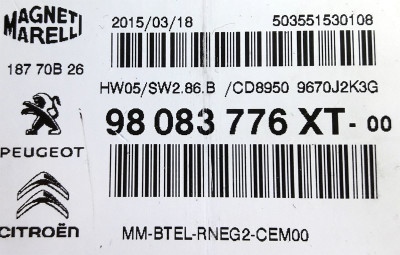 MAGNETI
MARELLI
2015/03/18 503551530108
187 70B 26
HW05/SW2.86.B /CD8950 9670J2K3G
98 083 776 XT- 00
PEUGEOT
CITROËN
MM-BTEL-RNEG2-CEM00